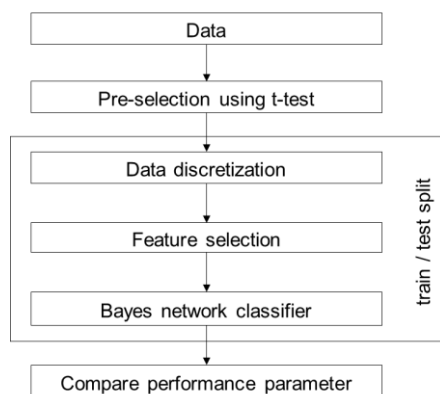 Data
Pre-selection using t-test
Data discretization
Feature selection
Bayes network classifier
train / test split
Compare performance parameter